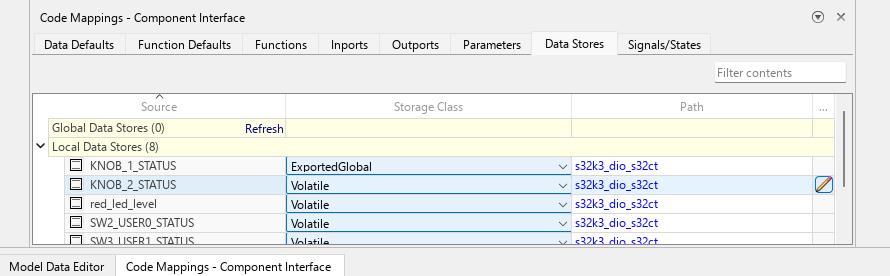 Code Mappings - Component Interface
Data Defaults Function Defaults Functions Inports Outports Parameters Data Stores Signals/States
Filter contents
Source Storage Class Path ...
Global Data Stores (0) Refresh
Local Data Stores (8)
KNOB_1_STATUS ExportedGlobal s32k3_dio_s32ct
KNOB_2_STATUS Volatile s32k3_dio_s32ct
red_led_level Volatile s32k3_dio_s32ct
SW2_USER0_STATUS Volatile s32k3_dio_s32ct
SW3_USER1_STATUS Volatile s32k3_dio_s32ct
Model Data Editor Code Mappings - Component Interface